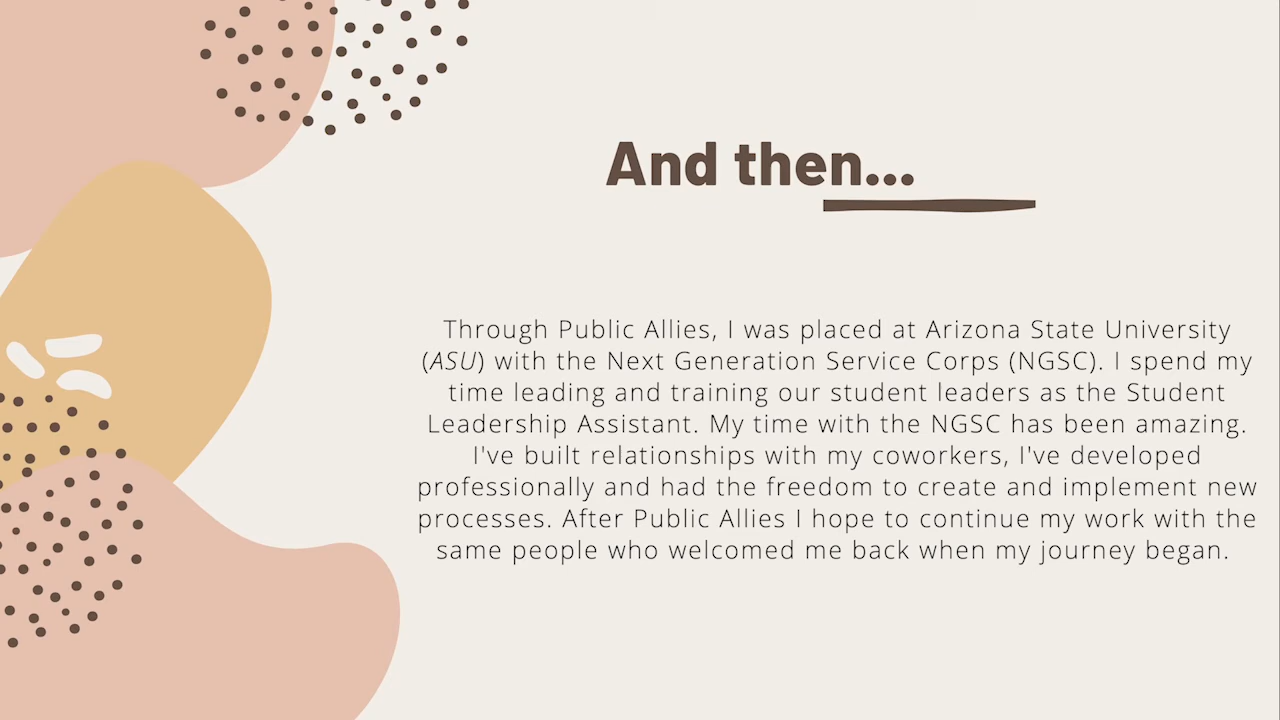 And then...
Through Public Allies, I was placed at Arizona State University
(ASU) with the Next Generation Service Corps (NGSC). I spend my
time leading and training our student leaders as the Student
Leadership Assistant. My time with the NGSC has been amazing.
I've built relationships with my coworkers, I've developed
professionally and had the freedom to create and implement new
processes. After Public Allies I hope to continue my work with the
same people who welcomed me back when my journey began.